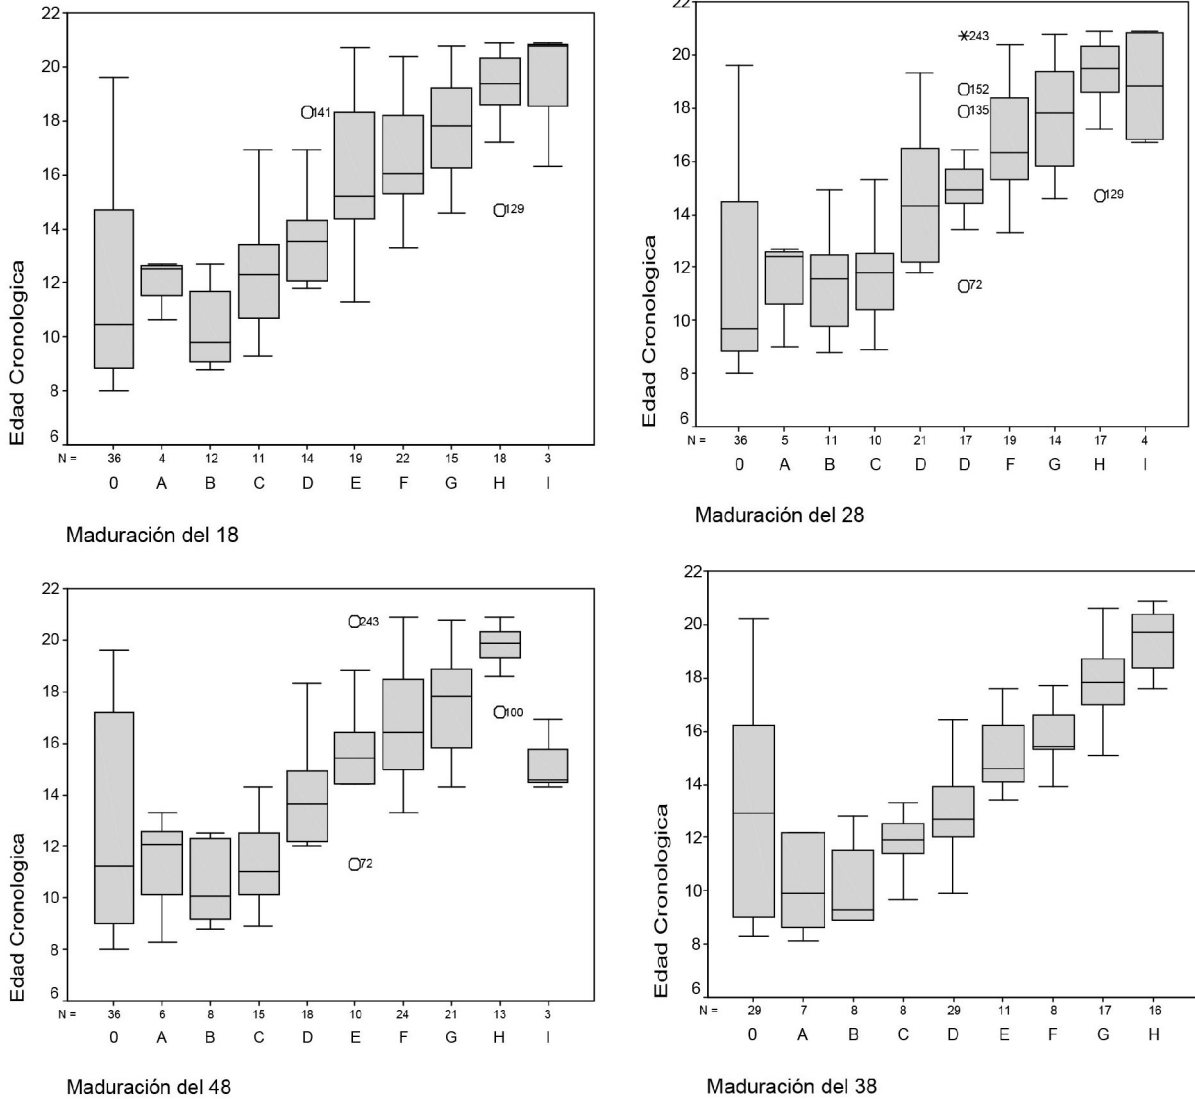 22
20
18
16
14
12
10
8
6
Edad Cronologica
141
129
N = 36 4 12 11 14 19 22 15 18 3
0 A B C D E F G H I
Maduración del 18
22
20
18
16
14
12
10
8
6
Edad Cronologica
*243
152
135
72
129
N = 36 5 11 10 21 17 19 14 17 4
0 A B C D D F G H I
Maduración del 28
22
20
18
16
14
12
10
8
6
Edad Cronologica
243
72
100
N = 36 6 8 15 18 10 24 21 13 3
0 A B C D E F G H I
Maduración del 48
22
20
18
16
14
12
10
8
6
Edad Cronologica
N = 29 7 8 8 29 11 8 17 16
0 A B C D E F G H
Maduración del 38